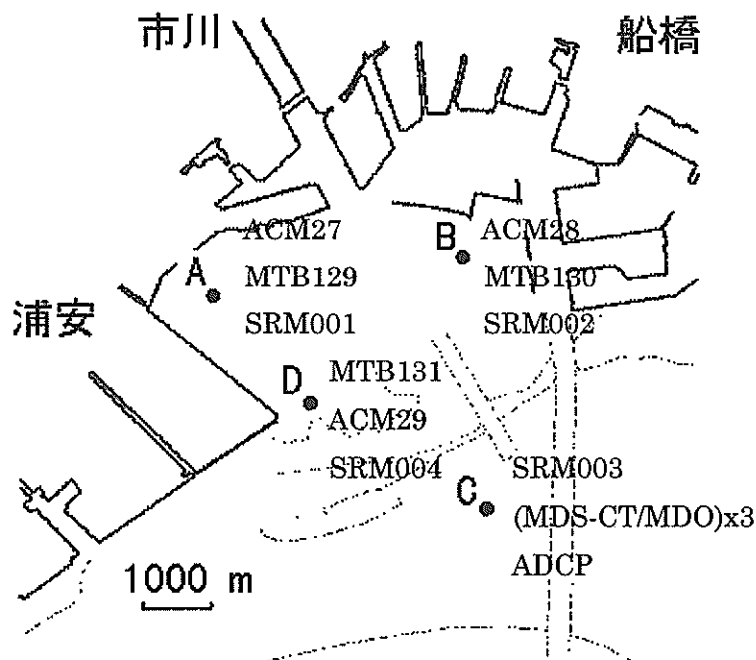 市川
船橋
A
ACM27
MTB129
SRM001
B
ACM28
MTB130
SRM002
浦安
D
MTB131
ACM29
SRM004
C
SRM003
(MDS-CT/MDO)x3
ADCP
1000 m